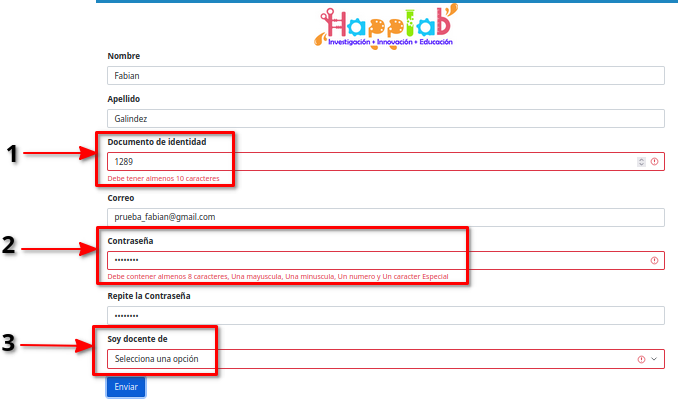 Happlab
Investigación + Innovación + Educación
Nombre
Fabian
Apellido
Galindez
1
Documento de identidad
1289
Debe tener almenos 10 caracteres
Correo
prueba_fabian@gmail.com
2
Contraseña
••••••••
Debe contener almenos 8 caracteres, Una mayuscula, Una minuscula, Un numero y Un caracter Especial
Repite la Contraseña
••••••••
3
Soy docente de
Selecciona una opción
Enviar